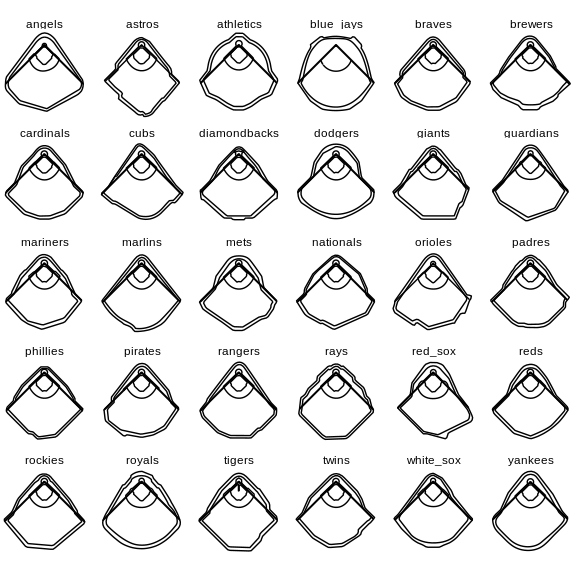 angels astros athletics blue_jays braves brewers
cardinals cubs diamondbacks dodgers giants guardians
mariners marlins mets nationals orioles padres
phillies pirates rangers rays red_sox reds
rockies royals tigers twins white_sox yankees